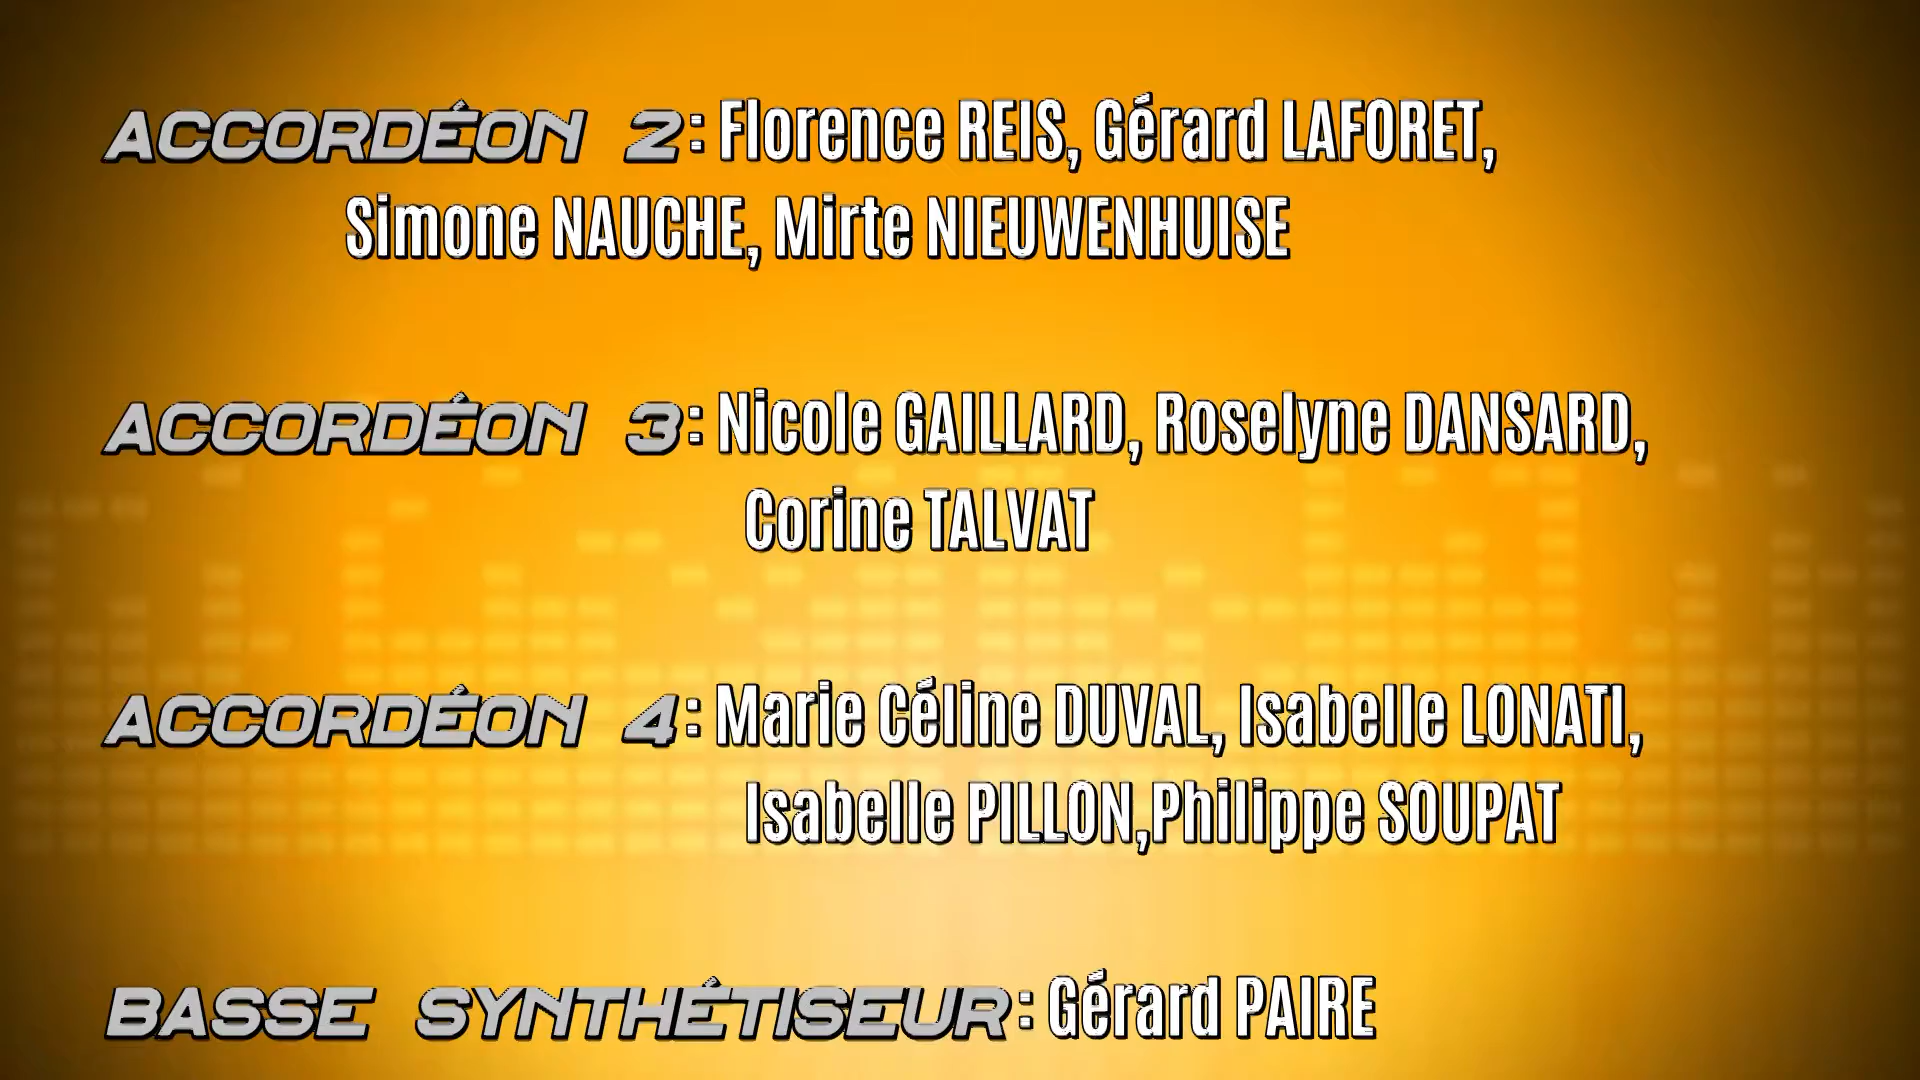 ACCORDÉON 2: Florence REIS, Gérard LAFORET,
Simone NAUCHE, Mirte NIEUWENHUISE
ACCORDÉON 3: Nicole GAILLARD, Roselyne DANSARD,
Corine TALVAT
ACCORDÉON 4: Marie Céline DUVAL, Isabelle LONATI,
Isabelle PILLON,Philippe SOUPAT
BASSE SYNTHÉTISEUR: Gérard PAIRE